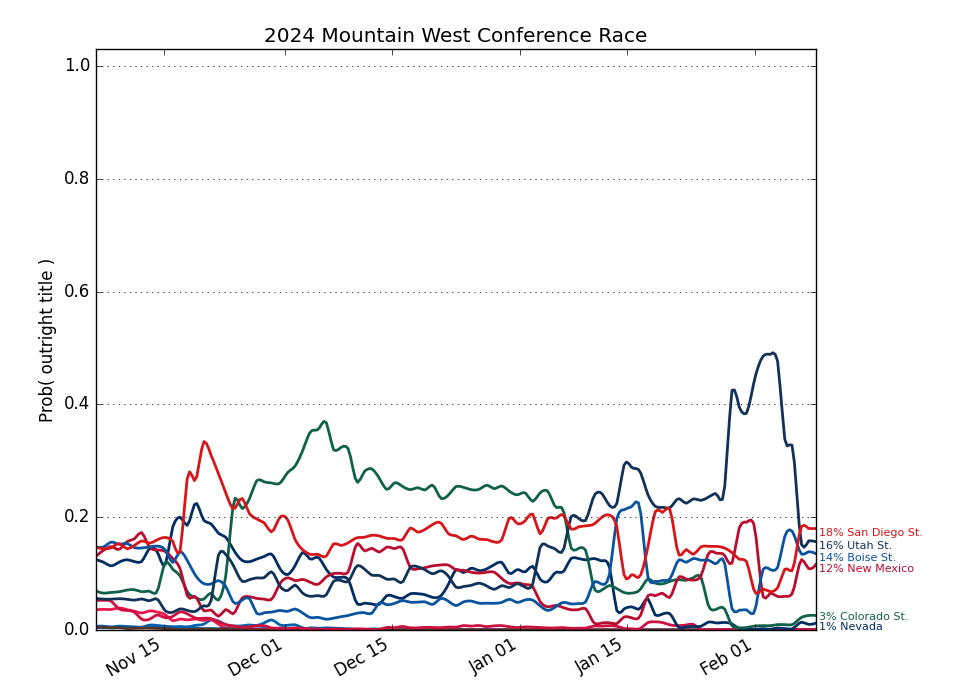 2024 Mountain West Conference Race
Prob( outright title )
1.0
0.8
0.6
0.4
0.2
0.0
18% San Diego St.
16% Utah St.
14% Boise St.
12% New Mexico
3% Colorado St.
1% Nevada
Nov 15
Dec 01
Dec 15
Jan 01
Jan 15
Feb 01